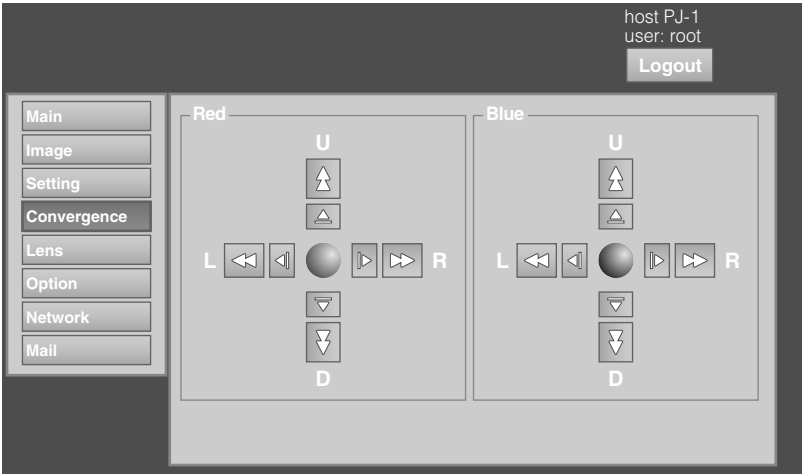 host PJ-1
user: root
Logout
Main
Image
Setting
Convergence
Lens
Option
Network
Mail
Red
U
L R
D
Blue
U
L R
D